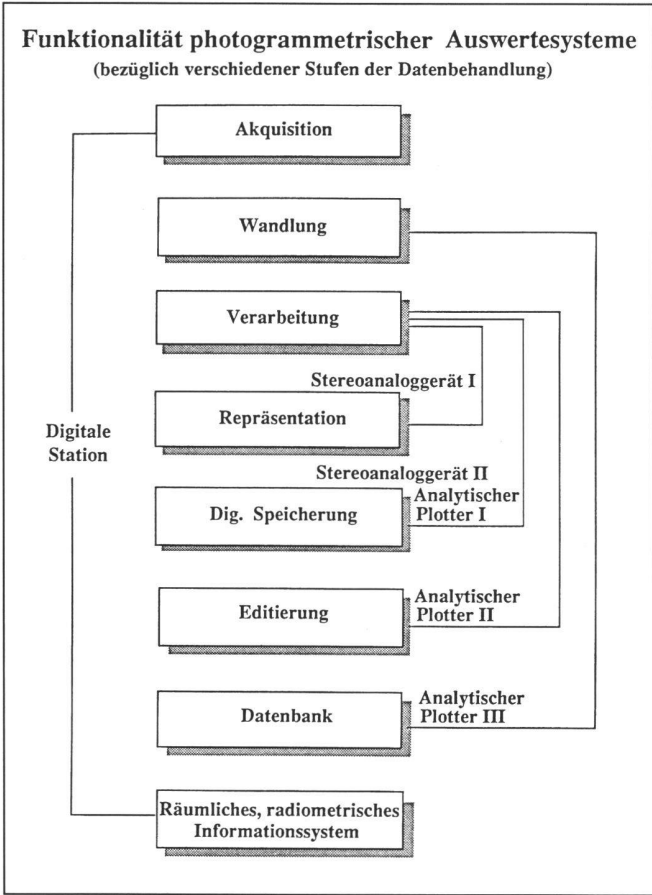 Funktionalität photogrammetrischer Auswertesysteme
(bezüglich verschiedener Stufen der Datenbehandlung)
Akquisition
Wandlung
Verarbeitung
Stereoanaloggerät I
Repräsentation
Digitale
Station
Stereoanaloggerät II
Dig. Speicherung
Analytischer
Plotter I
Editierung
Analytischer
Plotter II
Datenbank
Analytischer
Plotter III
Räumliches, radiometrisches
Informationssystem